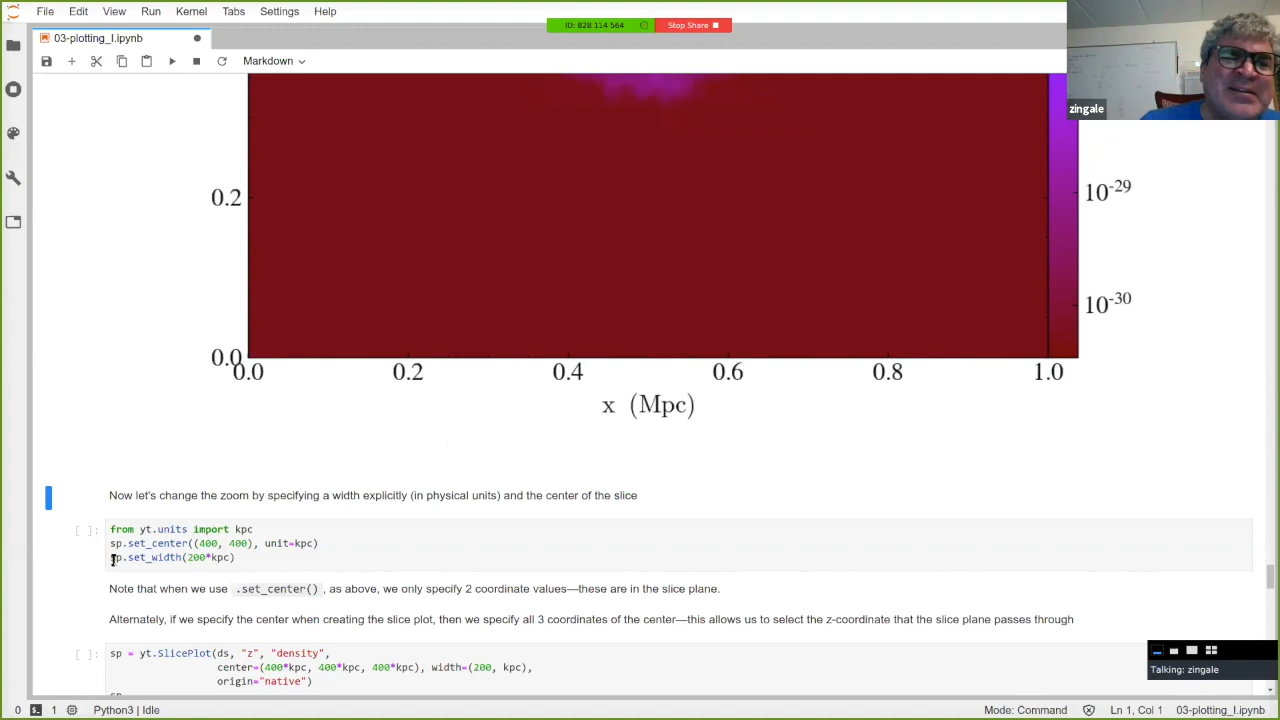 File Edit View Run Kernel Tabs Settings Help
ID: 828 114 564 Stop Share
03-plotting_I.ipynb
Markdown
zingale
0.2
10-29
10-30
0.0
0.0 0.2 0.4 0.6 0.8 1.0
x (Mpc)
Now let's change the zoom by specifying a width explicitly (in physical units) and the center of the slice
[ ]: from yt.units import kpc
sp.set_center((400, 400), unit=kpc)
sp.set_width(200*kpc)
Note that when we use .set_center() , as above, we only specify 2 coordinate values—these are in the slice plane.
Alternately, if we specify the center when creating the slice plot, then we specify all 3 coordinates of the center—this allows us to select the z-coordinate that the slice plane passes through
[ ]: sp = yt.SlicePlot(ds, "z", "density",
center=(400*kpc, 400*kpc, 400*kpc), width=(200, kpc),
origin="native")
sp
Talking: zingale
0 1 Python3 | Idle Mode: Command Ln 1, Col 1 03-plotting_I.ipynb